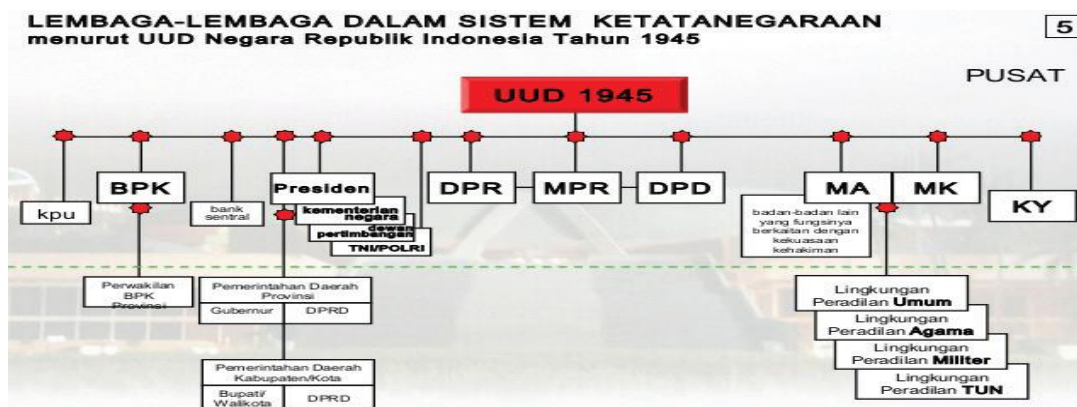 LEMBAGA-LEMBAGA DALAM SISTEM KETATANEGARAAN
menurut UUD Negara Republik Indonesia Tahun 1945
5
PUSAT
UUD 1945
kpu
BPK
bank
sentral
Presiden
kementerian
negara
dewan
pertimbangan
TNI/POLRI
DPR
MPR
DPD
MA
MK
KY
badan-badan lain
yang fungsinya
berkaitan dengan
kekuasaan
kehakiman
Perwakilan
BPK
Provinsi
Pemerintahan Daerah
Provinsi
Gubernur
DPRD
Pemerintahan Daerah
Kabupaten/Kota
Bupati/
Walikota
DPRD
Lingkungan
Peradilan Umum
Lingkungan
Peradilan Agama
Lingkungan
Peradilan Militer
Lingkungan
Peradilan TUN